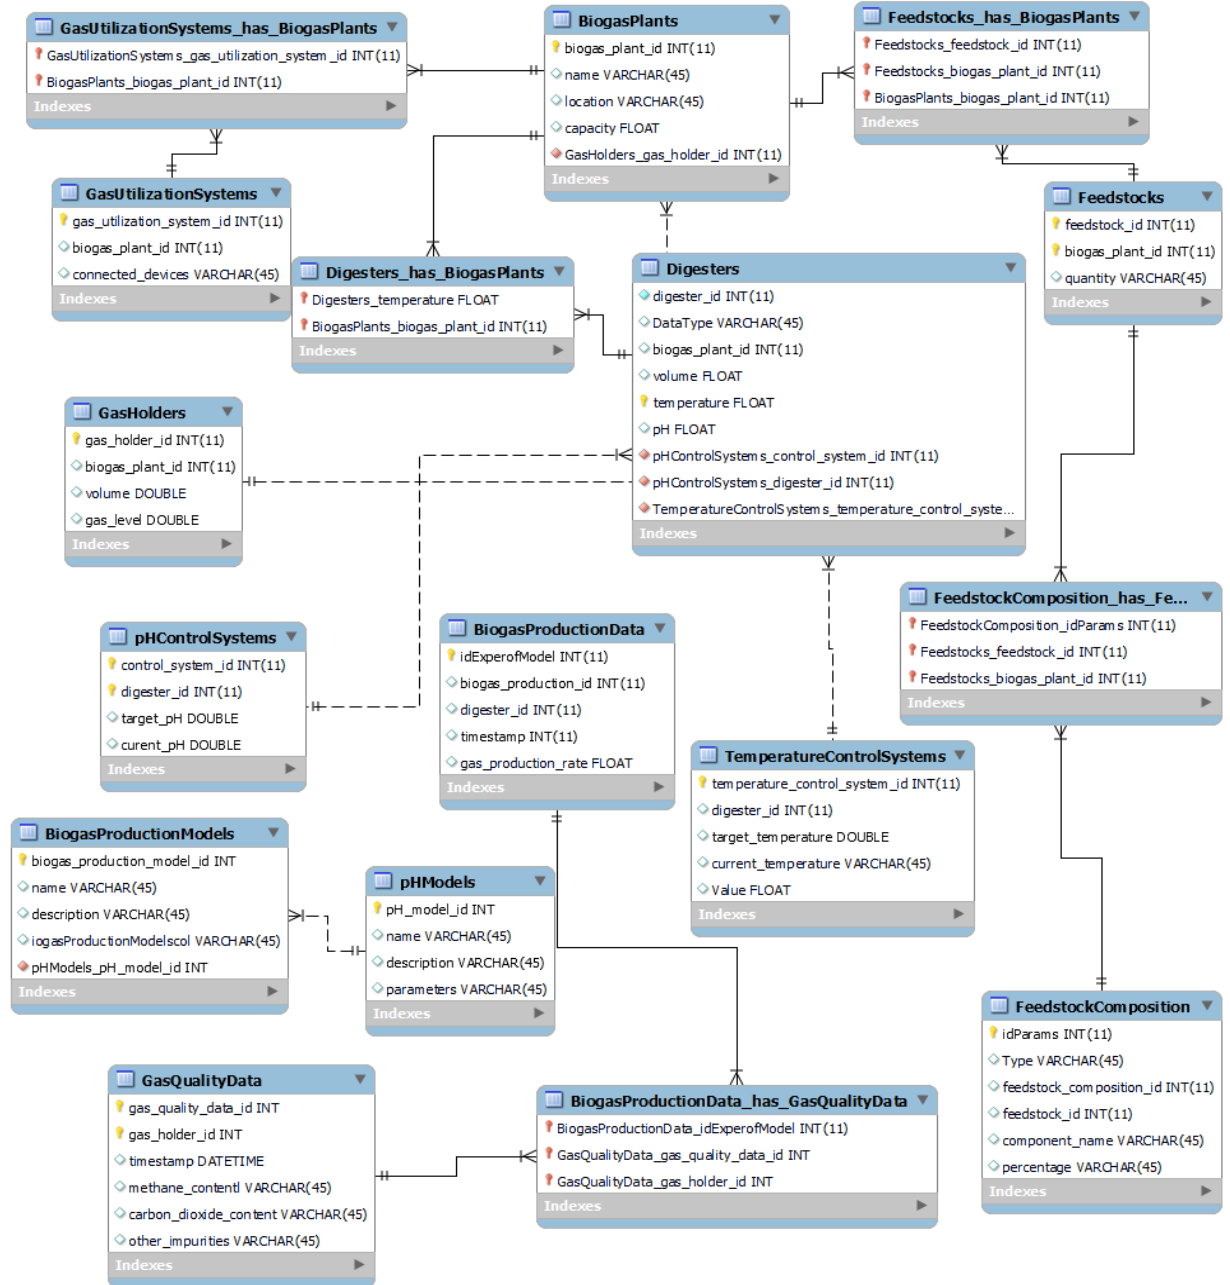 GasUtilizationSystems_has_BiogasPlants
GasUtilizationSystems_gas_utilization_system_id INT(11)
BiogasPlants_biogas_plant_id INT(11)
Indexes
BiogasPlants
biogas_plant_id INT(11)
name VARCHAR(45)
location VARCHAR(45)
capacity FLOAT
GasHolders_gas_holder_id INT(11)
Indexes
Feedstocks_has_BiogasPlants
Feedstocks_feedstock_id INT(11)
Feedstocks_biogas_plant_id INT(11)
BiogasPlants_biogas_plant_id INT(11)
Indexes
GasUtilizationSystems
gas_utilization_system_id INT(11)
biogas_plant_id INT(11)
connected_devices VARCHAR(45)
Indexes
Feedstocks
feedstock_id INT(11)
biogas_plant_id INT(11)
quantity VARCHAR(45)
Indexes
Digesters_has_BiogasPlants
Digesters_temperature FLOAT
BiogasPlants_biogas_plant_id INT(11)
Indexes
Digesters
digester_id INT(11)
DataType VARCHAR(45)
biogas_plant_id INT(11)
volume FLOAT
temperature FLOAT
pH FLOAT
pHControlSystems_control_system_id INT(11)
pHControlSystems_digester_id INT(11)
TemperatureControlSystems_temperature_control_syste...
Indexes
GasHolders
gas_holder_id INT(11)
biogas_plant_id INT(11)
volume DOUBLE
gas_level DOUBLE
Indexes
FeedstockComposition_has_Fe...
FeedstockComposition_idParams INT(11)
Feedstocks_feedstock_id INT(11)
Feedstocks_biogas_plant_id INT(11)
Indexes
pHControlSystems
control_system_id INT(11)
digester_id INT(11)
target_pH DOUBLE
curent_pH DOUBLE
Indexes
BiogasProductionData
idExperofModel INT(11)
biogas_production_id INT(11)
digester_id INT(11)
timestamp INT(11)
gas_production_rate FLOAT
Indexes
TemperatureControlSystems
temperature_control_system_id INT(11)
digester_id INT(11)
target_temperature DOUBLE
current_temperature VARCHAR(45)
Value FLOAT
Indexes
BiogasProductionModels
biogas_production_model_id INT
name VARCHAR(45)
description VARCHAR(45)
iogasProductionModelscol VARCHAR(45)
pHModels_pH_model_id INT
Indexes
pHModels
pH_model_id INT
name VARCHAR(45)
description VARCHAR(45)
parameters VARCHAR(45)
Indexes
FeedstockComposition
idParams INT(11)
Type VARCHAR(45)
feedstock_composition_id INT(11)
feedstock_id INT(11)
component_name VARCHAR(45)
percentage VARCHAR(45)
Indexes
GasQualityData
gas_quality_data_id INT
gas_holder_id INT
timestamp DATETIME
methane_contentl VARCHAR(45)
carbon_dioxide_content VARCHAR(45)
other_impurities VARCHAR(45)
Indexes
BiogasProductionData_has_GasQualityData
BiogasProductionData_idExperofModel INT(11)
GasQualityData_gas_quality_data_id INT
GasQualityData_gas_holder_id INT
Indexes